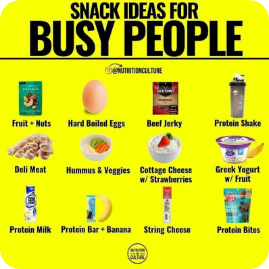 SNACK IDEAS FOR
BUSY PEOPLE
@NUTRITIONCULTURE
Fruit + Nuts
Hard Boiled Eggs
Beef Jerky
Protein Shake
Deli Meat
Hummus & Veggies
Cottage Cheese
w/ Strawberries
Greek Yogurt
w/ Fruit
Protein Milk
Protein Bar + Banana
String Cheese
Protein Bites
NUTRITION
CULTURE